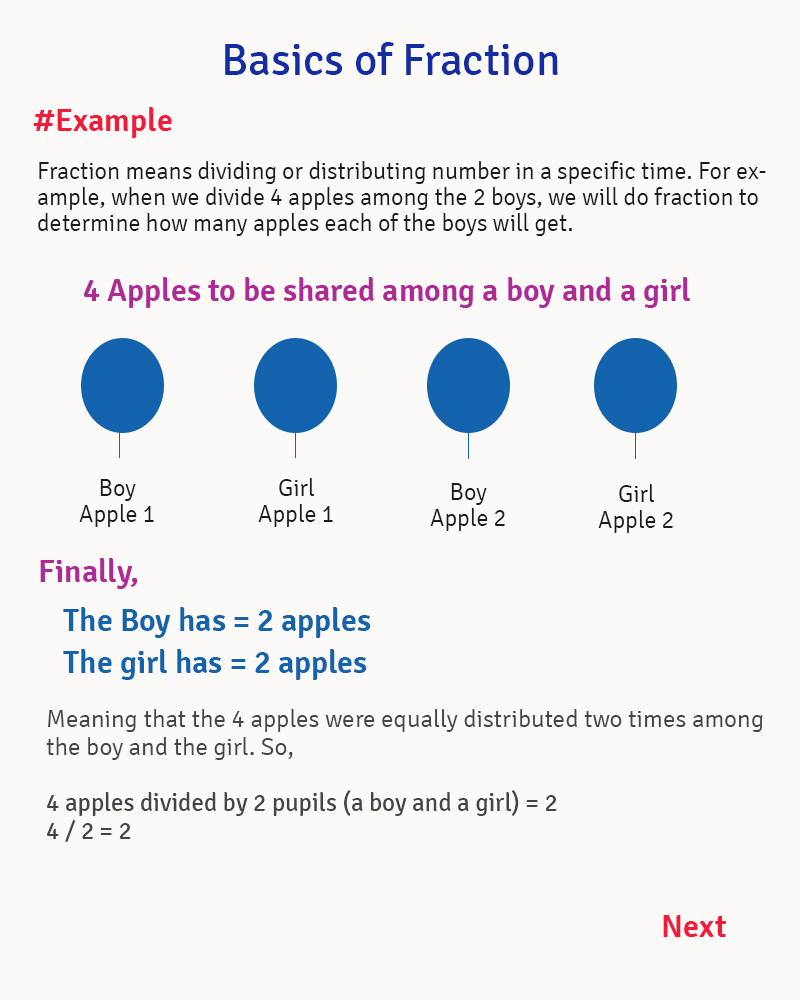 Basics of Fraction
#Example
Fraction means dividing or distributing number in a specific time. For ex-
ample, when we divide 4 apples among the 2 boys, we will do fraction to
determine how many apples each of the boys will get.
4 Apples to be shared among a boy and a girl
Boy
Apple 1
Girl
Apple 1
Boy
Apple 2
Girl
Apple 2
Finally,
The Boy has = 2 apples
The girl has = 2 apples
Meaning that the 4 apples were equally distributed two times among
the boy and the girl. So,
4 apples divided by 2 pupils (a boy and a girl) = 2
4 / 2 = 2
Next